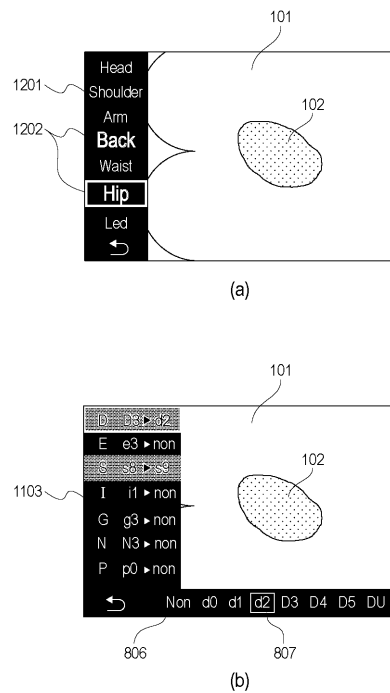 101
Head
1201
Shoulder
102
Arm
1202
Back
Waist
Hip
Led
(a)
101
D D3 ▸ d2
E e3 ▸ non
102
S s8 ▸ s9
1103
I i1 ▸ non
G g3 ▸ non
N N3 ▸ non
P p0 ▸ non
Non d0 d1 d2 D3 D4 D5 DU
806 807
(b)